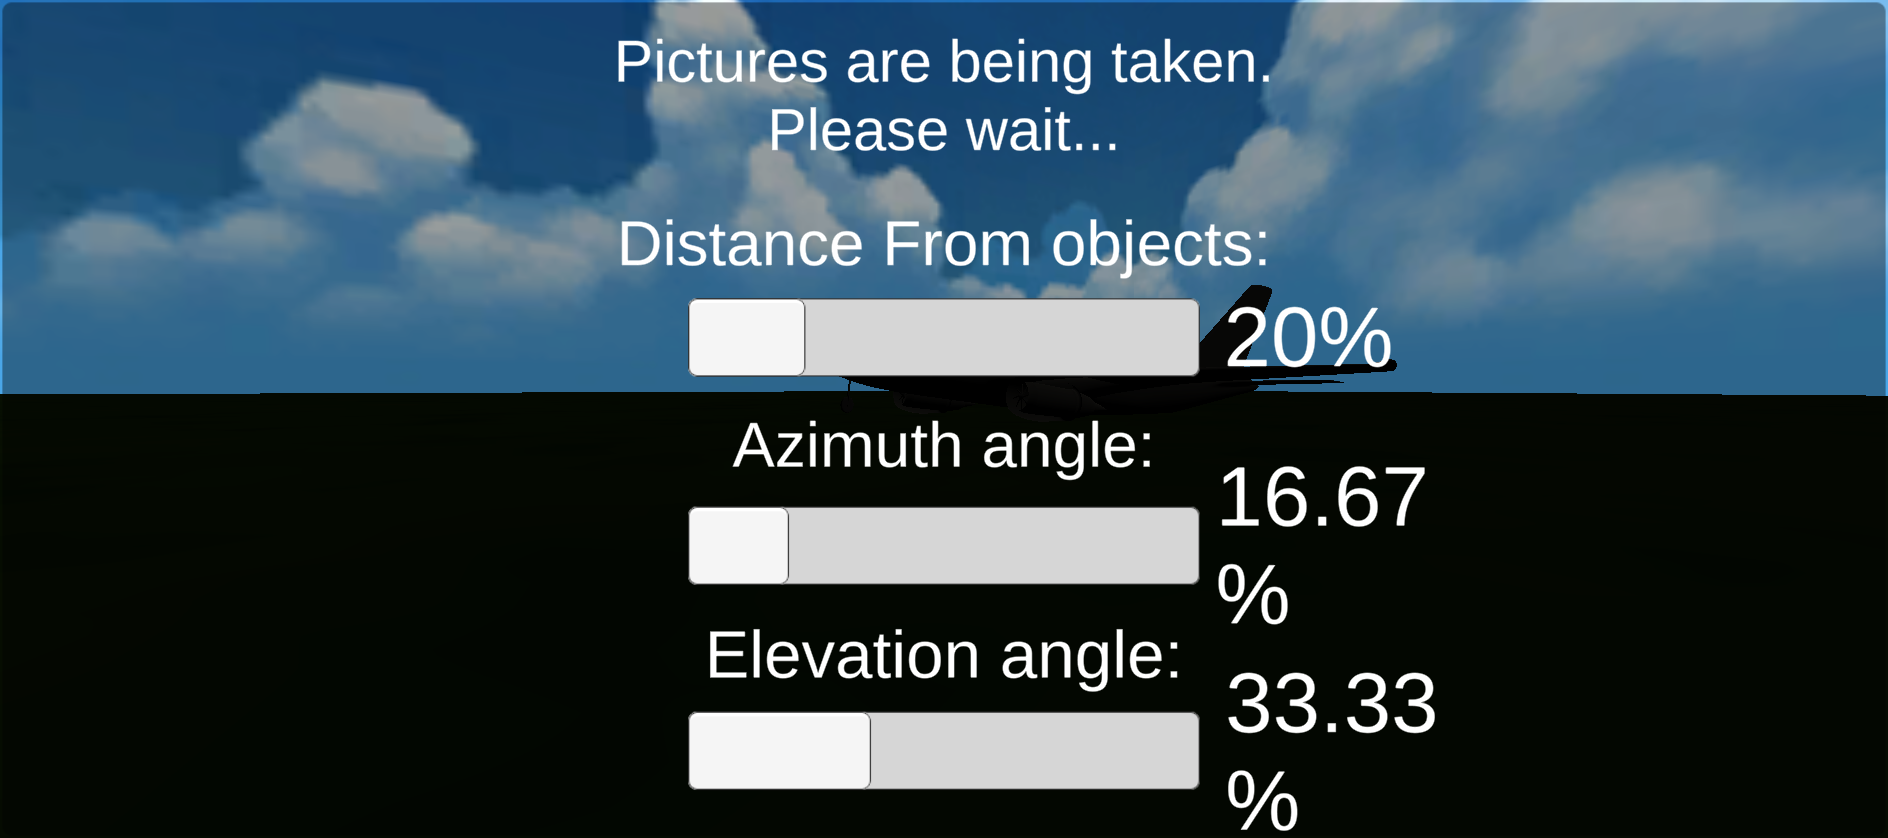 Pictures are being taken.
Please wait...
Distance From objects:
20%
Azimuth angle:
16.67
%
Elevation angle:
33.33
%